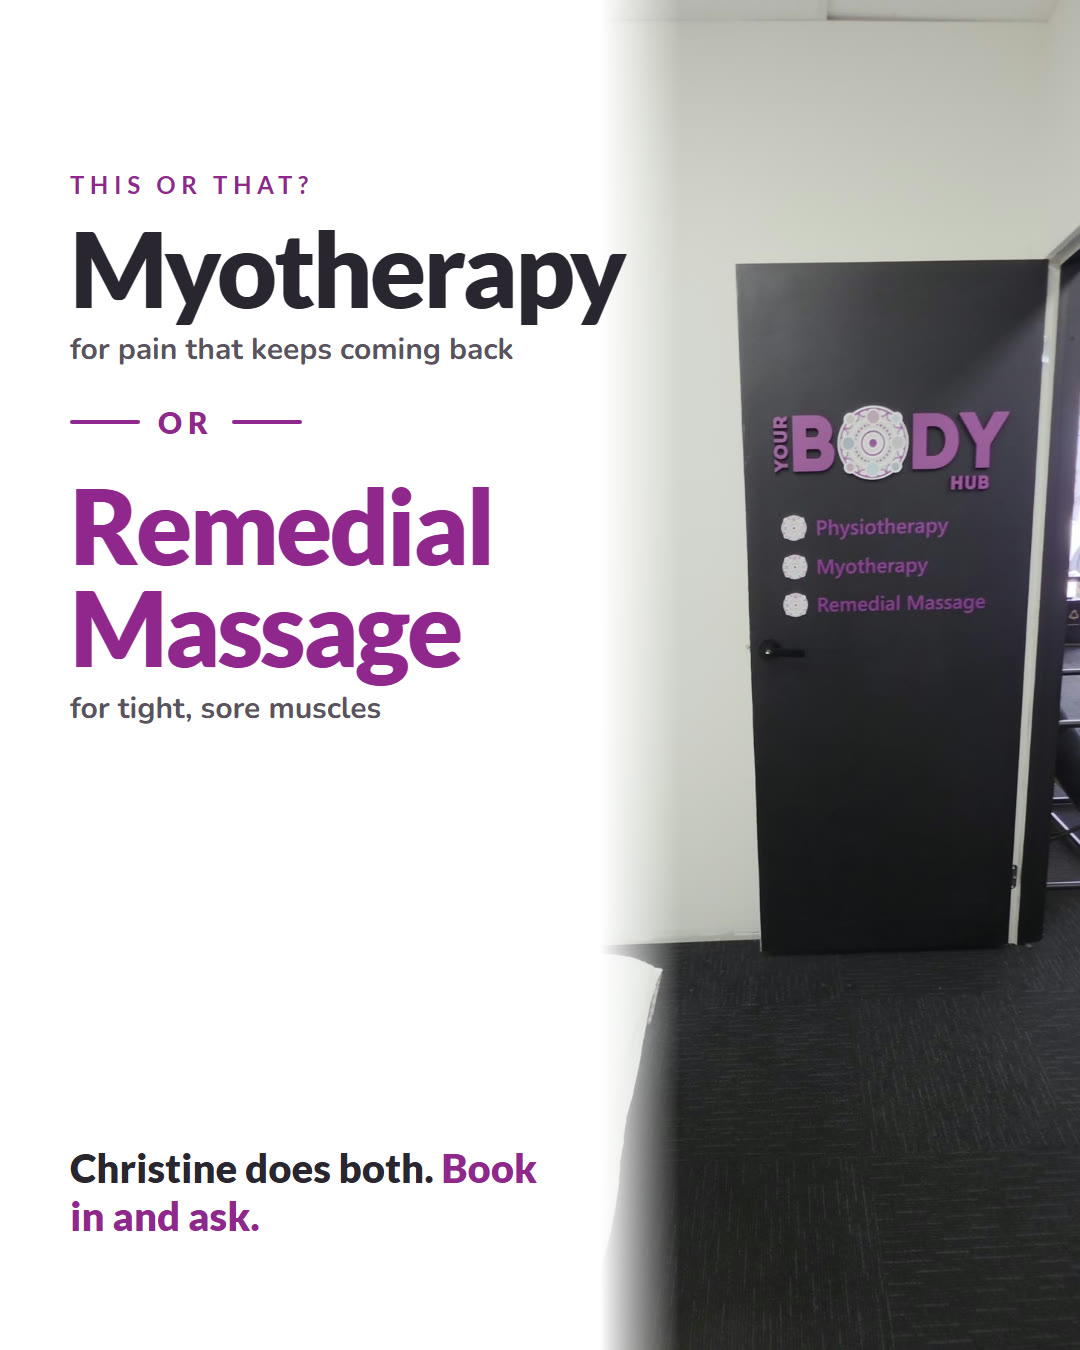 THIS OR THAT?
Myotherapy
for pain that keeps coming back
OR
Remedial
Massage
for tight, sore muscles
Christine does both. Book
in and ask.
YOUR BODY
HUB
Physiotherapy
Myotherapy
Remedial Massage